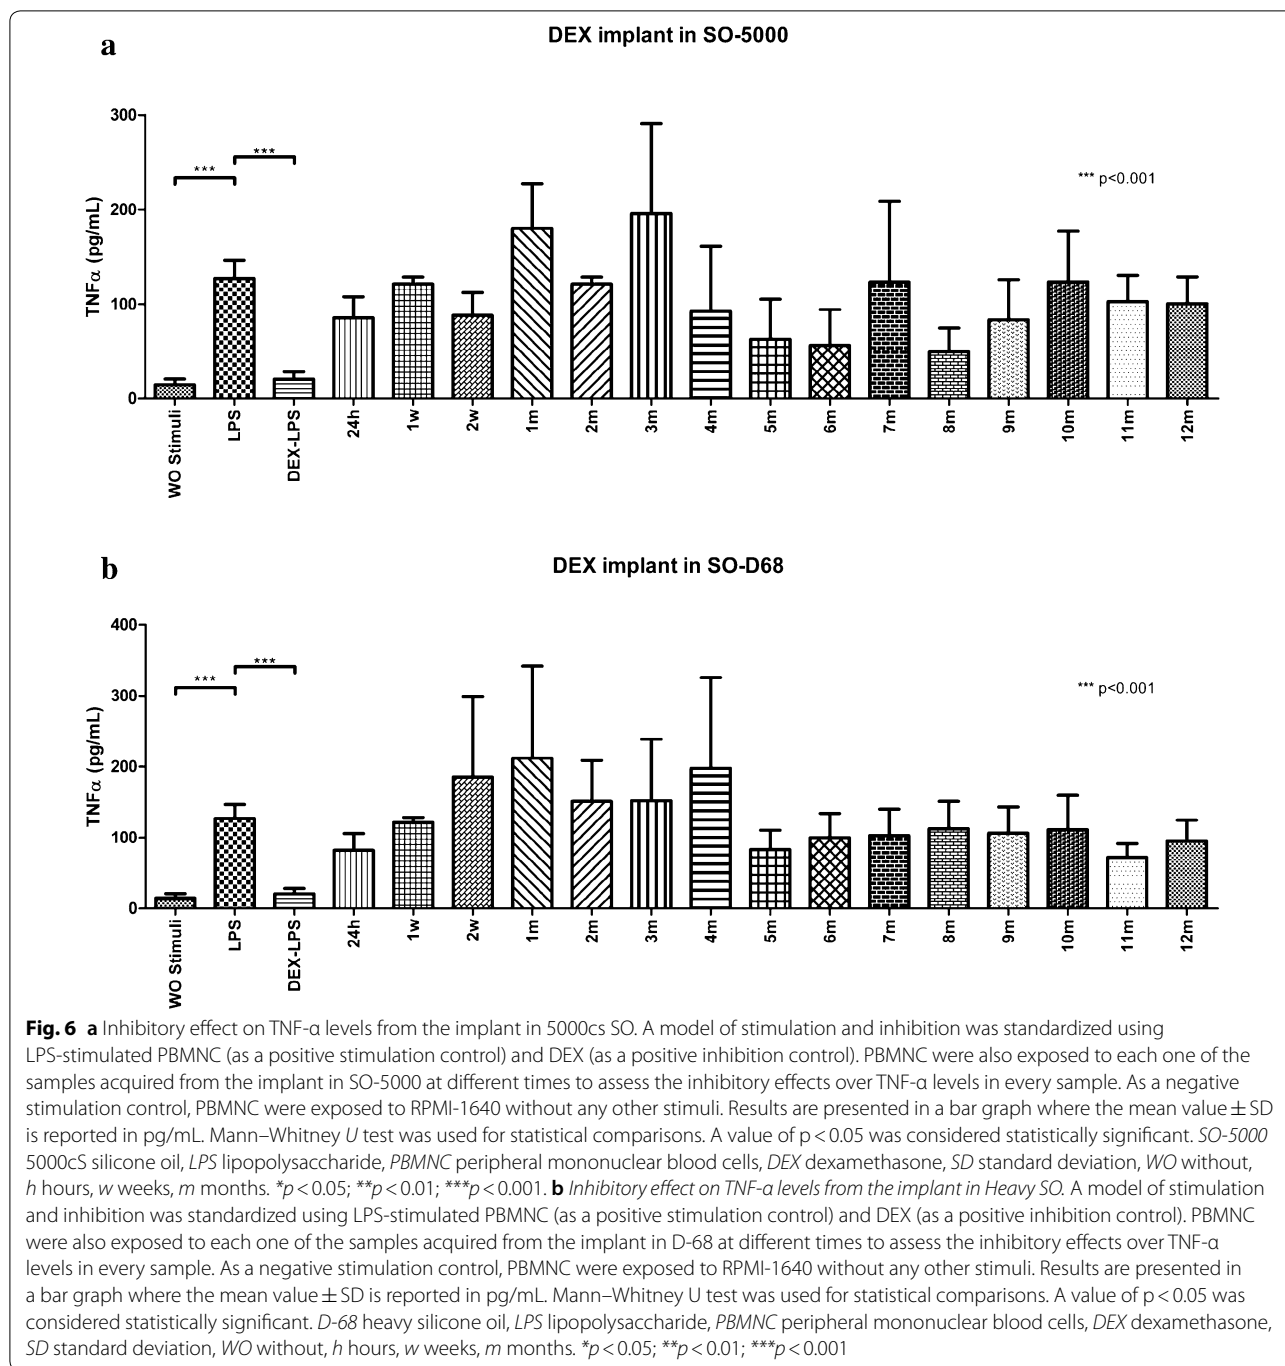 a
DEX implant in SO-5000
300
200
100
0
TNFα (pg/mL)
***
***
*** p<0.001
WO Stimuli
LPS
DEX-LPS
24h
1w
2w
1m
2m
3m
4m
5m
6m
7m
8m
9m
10m
11m
12m
b
DEX implant in SO-D68
400
300
200
100
0
TNFα (pg/mL)
***
***
*** p<0.001
WO Stimuli
LPS
DEX-LPS
24h
1w
2w
1m
2m
3m
4m
5m
6m
7m
8m
9m
10m
11m
12m
Fig. 6 a Inhibitory effect on TNF-α levels from the implant in 5000cs SO. A model of stimulation and inhibition was standardized using
LPS-stimulated PBMNC (as a positive stimulation control) and DEX (as a positive inhibition control). PBMNC were also exposed to each one of the
samples acquired from the implant in SO-5000 at different times to assess the inhibitory effects over TNF-α levels in every sample. As a negative
stimulation control, PBMNC were exposed to RPMI-1640 without any other stimuli. Results are presented in a bar graph where the mean value ± SD
is reported in pg/mL. Mann–Whitney U test was used for statistical comparisons. A value of p < 0.05 was considered statistically significant. SO-5000
5000cS silicone oil, LPS lipopolysaccharide, PBMNC peripheral mononuclear blood cells, DEX dexamethasone, SD standard deviation, WO without,
h hours, w weeks, m months. *p < 0.05; **p < 0.01; ***p < 0.001. b Inhibitory effect on TNF-α levels from the implant in Heavy SO. A model of stimulation
and inhibition was standardized using LPS-stimulated PBMNC (as a positive stimulation control) and DEX (as a positive inhibition control). PBMNC
were also exposed to each one of the samples acquired from the implant in D-68 at different times to assess the inhibitory effects over TNF-α
levels in every sample. As a negative stimulation control, PBMNC were exposed to RPMI-1640 without any other stimuli. Results are presented in
a bar graph where the mean value ± SD is reported in pg/mL. Mann–Whitney U test was used for statistical comparisons. A value of p < 0.05 was
considered statistically significant. D-68 heavy silicone oil, LPS lipopolysaccharide, PBMNC peripheral mononuclear blood cells, DEX dexamethasone,
SD standard deviation, WO without, h hours, w weeks, m months. *p < 0.05; **p < 0.01; ***p < 0.001